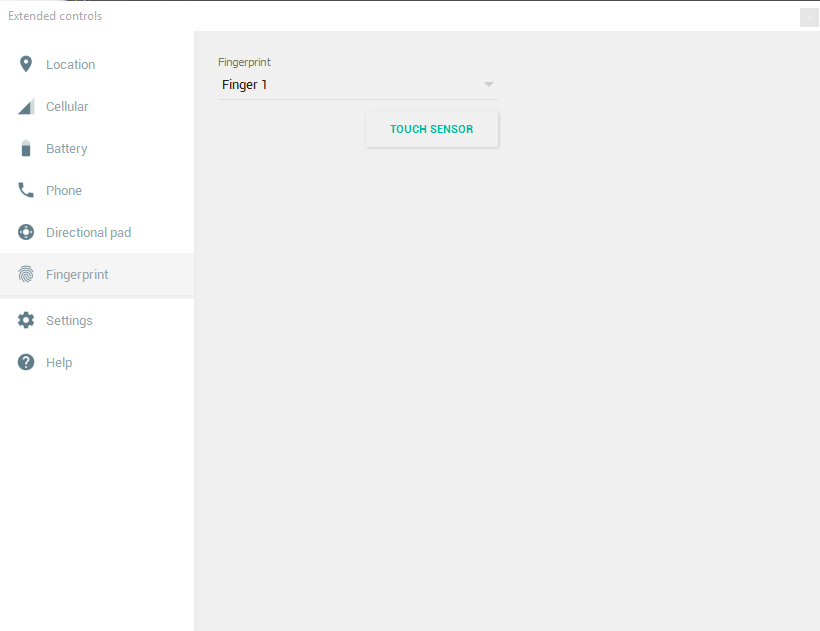 Extended controls
Location
Cellular
Battery
Phone
Directional pad
Fingerprint
Settings
Help
Fingerprint
Finger 1
TOUCH SENSOR